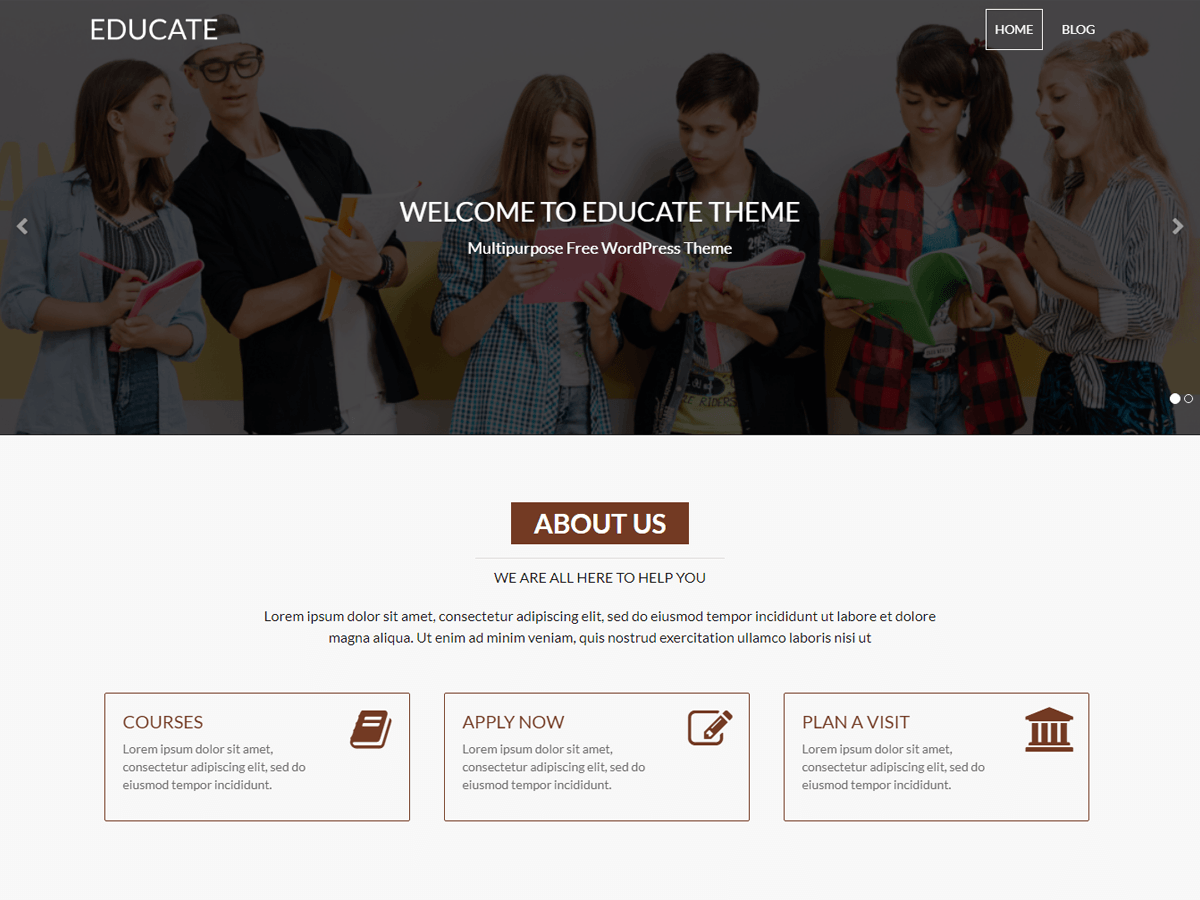 EDUCATE
HOME
BLOG
WELCOME TO EDUCATE THEME
Multipurpose Free WordPress Theme
ABOUT US
WE ARE ALL HERE TO HELP YOU
Lorem ipsum dolor sit amet, consectetur adipiscing elit, sed do eiusmod tempor incididunt ut labore et dolore
magna aliqua. Ut enim ad minim veniam, quis nostrud exercitation ullamco laboris nisi ut
COURSES
Lorem ipsum dolor sit amet,
consectetur adipiscing elit, sed do
eiusmod tempor incididunt.
APPLY NOW
Lorem ipsum dolor sit amet,
consectetur adipiscing elit, sed do
eiusmod tempor incididunt.
PLAN A VISIT
Lorem ipsum dolor sit amet,
consectetur adipiscing elit, sed do
eiusmod tempor incididunt.